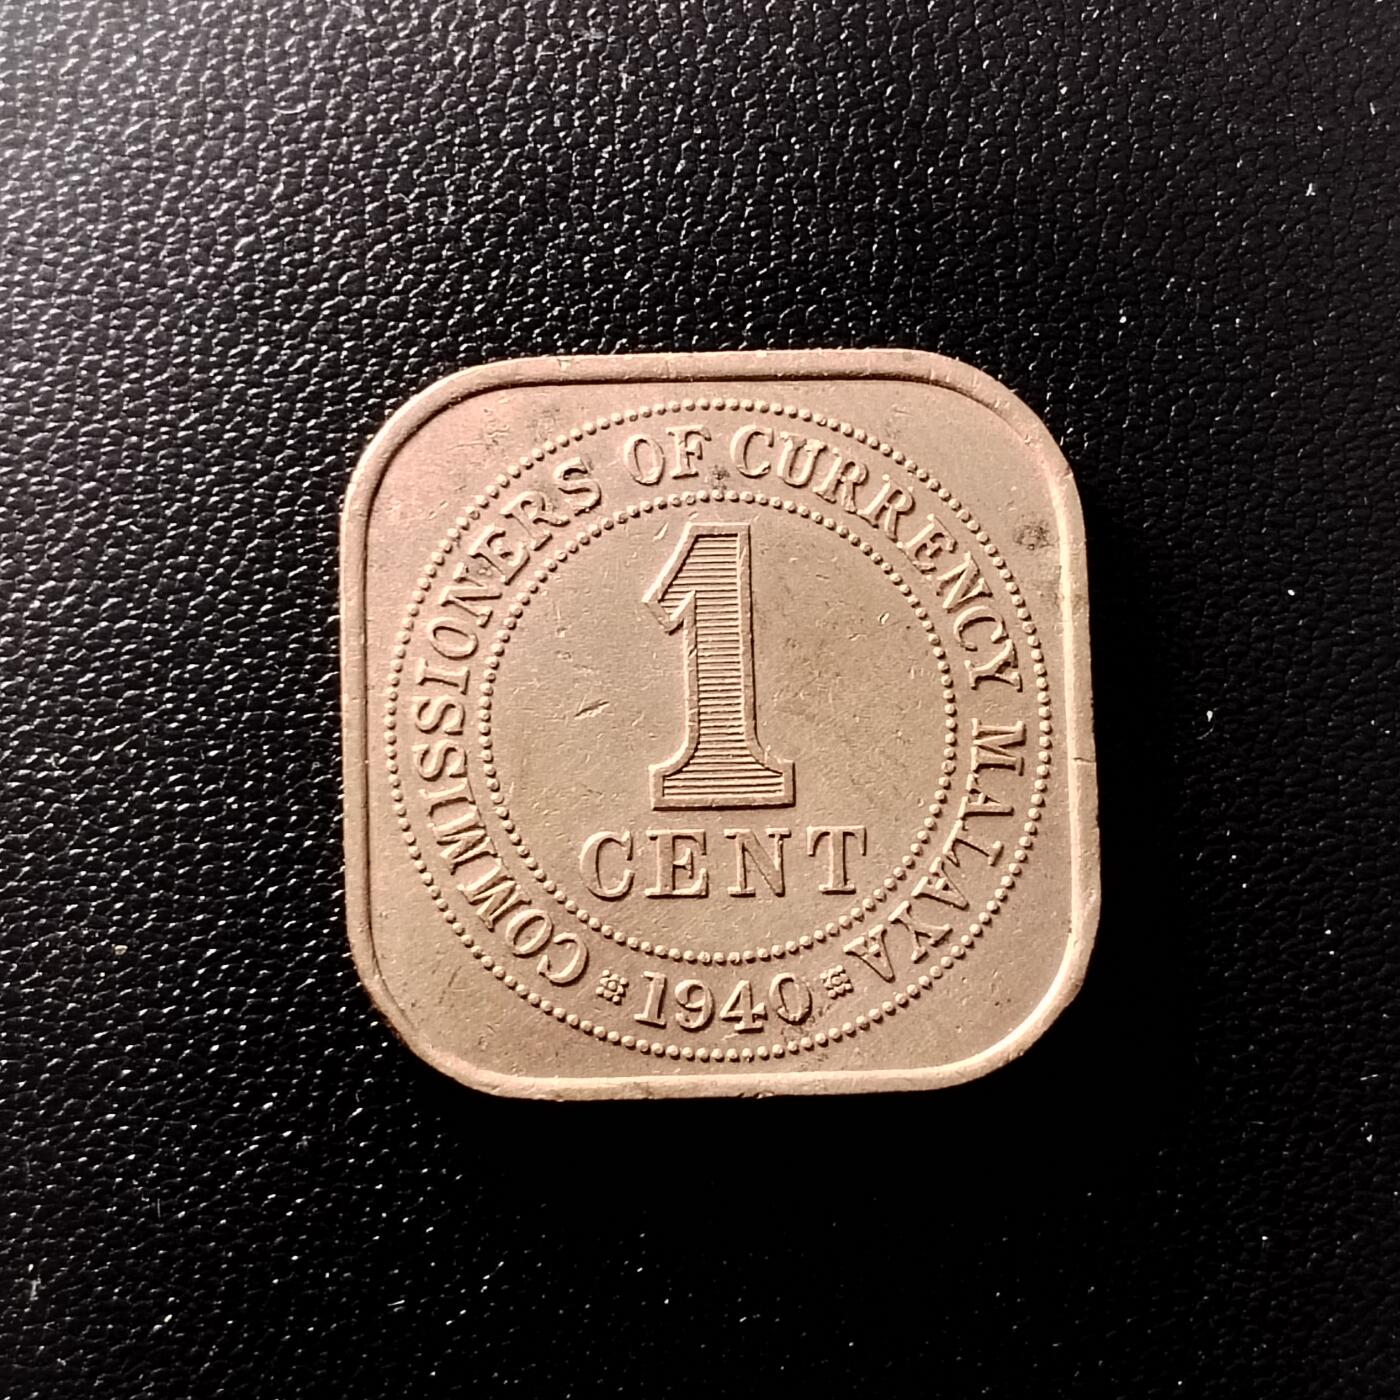 COMMISSIONERS OF CURRENCY MALAYA
1
CENT
1940